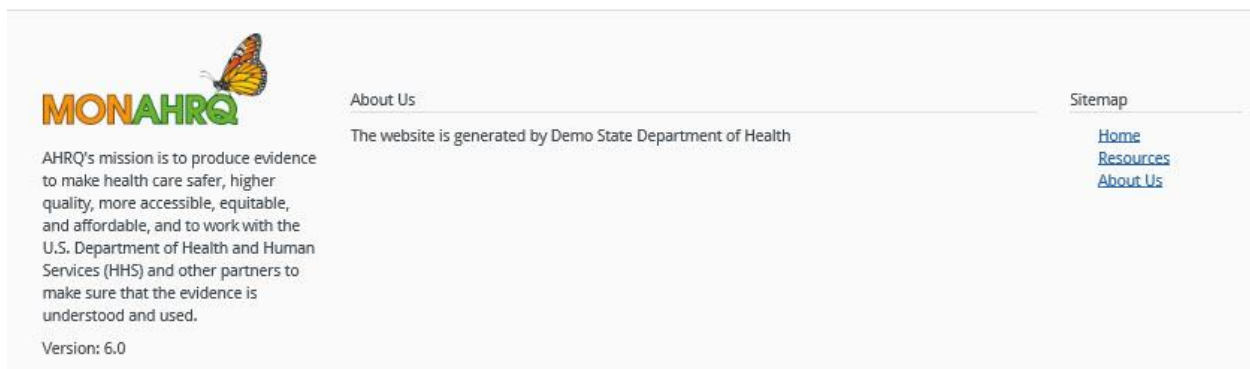 MONAHRQ
AHRQ's mission is to produce evidence
to make health care safer, higher
quality, more accessible, equitable,
and affordable, and to work with the
U.S. Department of Health and Human
Services (HHS) and other partners to
make sure that the evidence is
understood and used.
Version: 6.0
About Us
The website is generated by Demo State Department of Health
Sitemap
Home
Resources
About Us